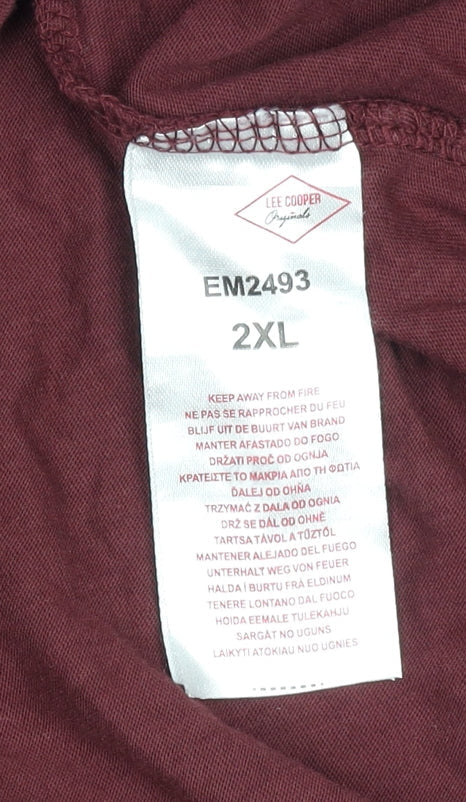 LEE COOPER
Originals
EM2493
2XL
KEEP AWAY FROM FIRE
NE PAS SE RAPPROCHER DU FEU
BLIJF UIT DE BUURT VAN BRAND
MANTER AFASTADO DO FOGO
DRŽATI PROČ OD OGNJA
ΚΡΑΤΕΙΣΤΕ ΤΟ ΜΑΚΡΙΑ ΑΠΟ ΤΗ ΦΩΤΙΑ
ĎALEJ OD OHŇA
TRZYMAĆ Z DALA OD OGNIA
DRŽ SE DÁL OD OHNĚ
TARTSA TÁVOL A TŰZTŐL
MANTENER ALEJADO DEL FUEGO
UNTERHALT WEG VON FEUER
HALDA Í BURTU FRÁ ELDINUM
TENERE LONTANO DAL FUOCO
HOIDA EEMALE TULEKAHJU
SARGĀT NO UGUNS
LAIKYTI ATOKIAU NUO UGNIES